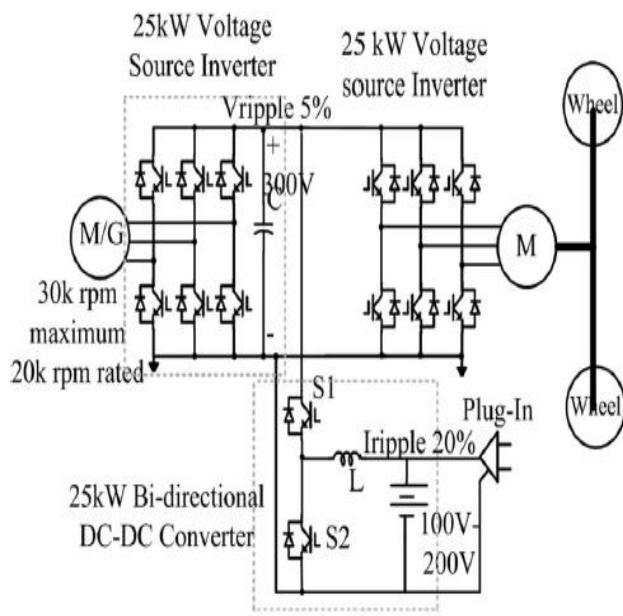 25kW Voltage
Source Inverter
25 kW Voltage
source Inverter
Vripple 5%
Wheel
+
300V
C
M/G
M
30k rpm
maximum
20k rpm rated
-
S1
Plug-In
Wheel
Iripple 20%
L
25kW Bi-directional
DC-DC Converter
100V-
200V
S2